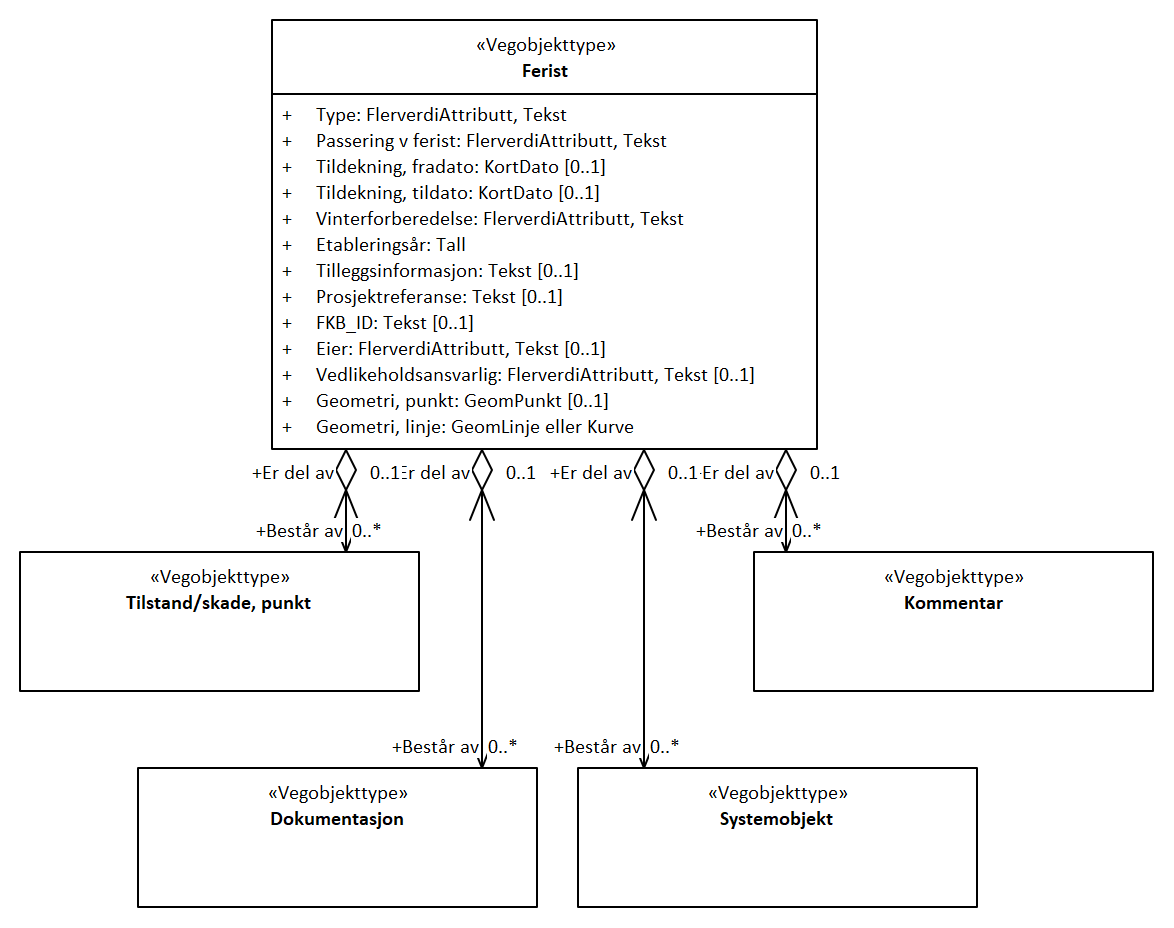 «Vegobjekttype»
Ferist
+ Type: FlerverdiAttributt, Tekst
+ Passering v ferist: FlerverdiAttributt, Tekst
+ Tildekning, fradato: KortDato [0..1]
+ Tildekning, tildato: KortDato [0..1]
+ Vinterforberedelse: FlerverdiAttributt, Tekst
+ Etableringsår: Tall
+ Tilleggsinformasjon: Tekst [0..1]
+ Prosjektreferanse: Tekst [0..1]
+ FKB_ID: Tekst [0..1]
+ Eier: FlerverdiAttributt, Tekst [0..1]
+ Vedlikeholdsansvarlig: FlerverdiAttributt, Tekst [0..1]
+ Geometri, punkt: GeomPunkt [0..1]
+ Geometri, linje: GeomLinje eller Kurve
+Er del av 0..1 Er del av 0..1 +Er del av 0..1 Er del av 0..1
+Består av 0..* +Består av 0..*
«Vegobjekttype» «Vegobjekttype»
Tilstand/skade, punkt Kommentar
+Består av 0..* +Består av 0..*
«Vegobjekttype» «Vegobjekttype»
Dokumentasjon Systemobjekt